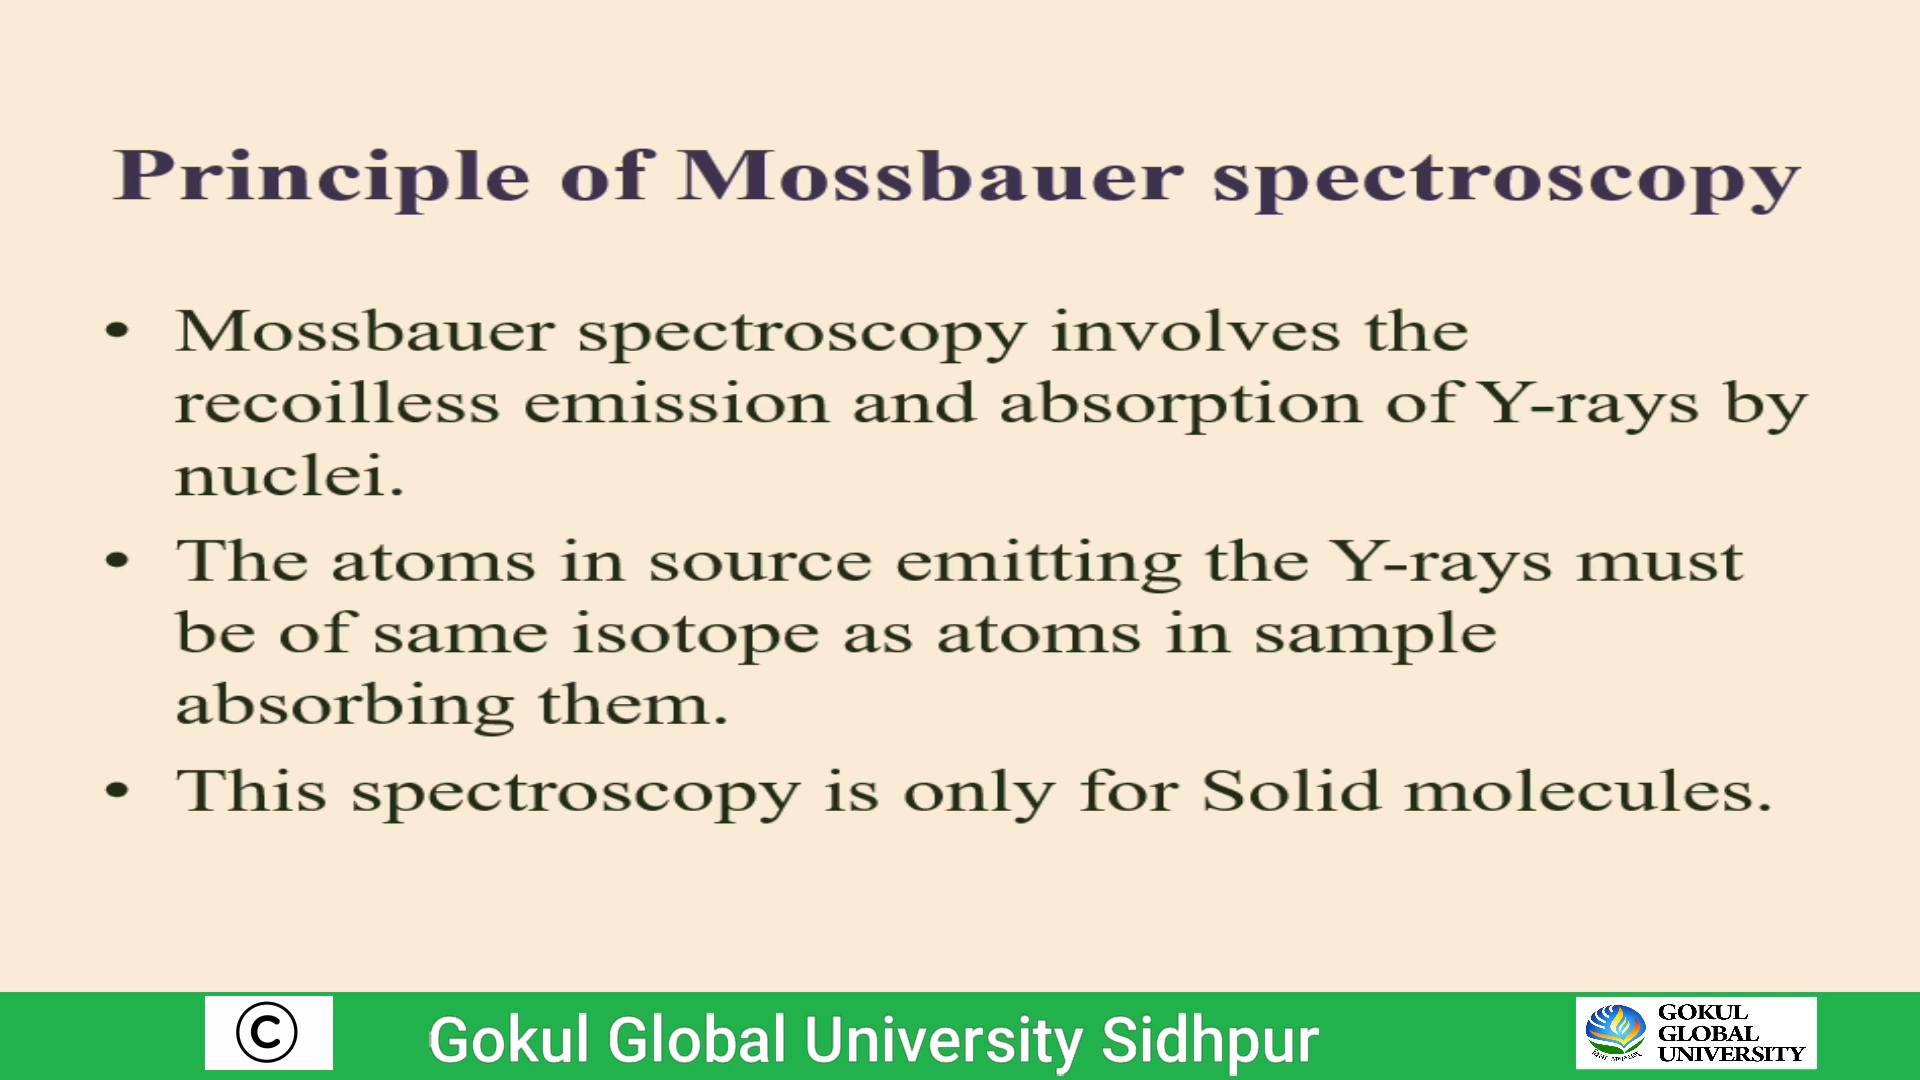 Principle of Mossbauer spectroscopy
• Mossbauer spectroscopy involves the
recoilless emission and absorption of Y-rays by
nuclei.
• The atoms in source emitting the Y-rays must
be of same isotope as atoms in sample
absorbing them.
• This spectroscopy is only for Solid molecules.
©
Gokul Global University Sidhpur
GOKUL
GLOBAL
UNIVERSITY